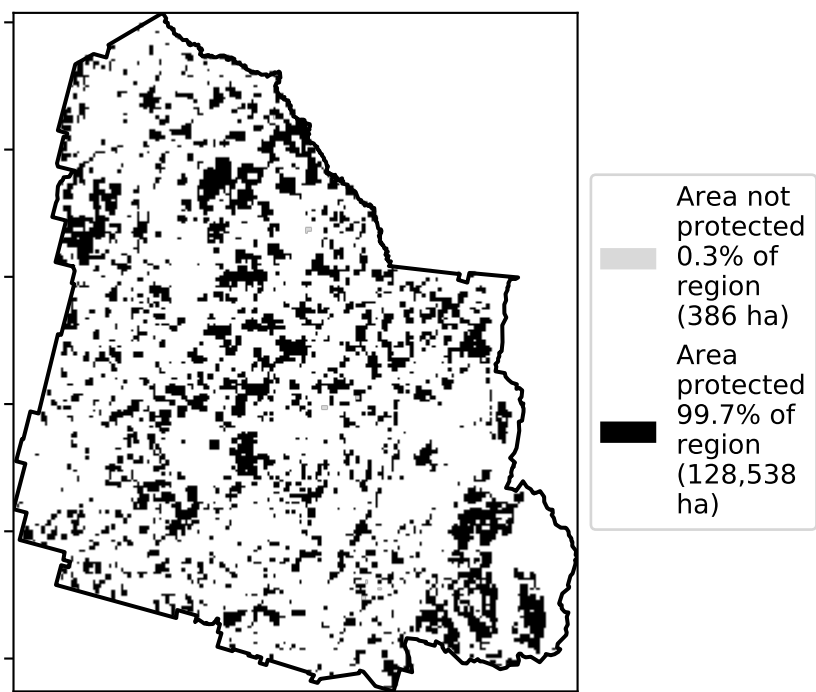 Area not
protected
0.3% of
region
(386 ha)
Area
protected
99.7% of
region
(128,538
ha)